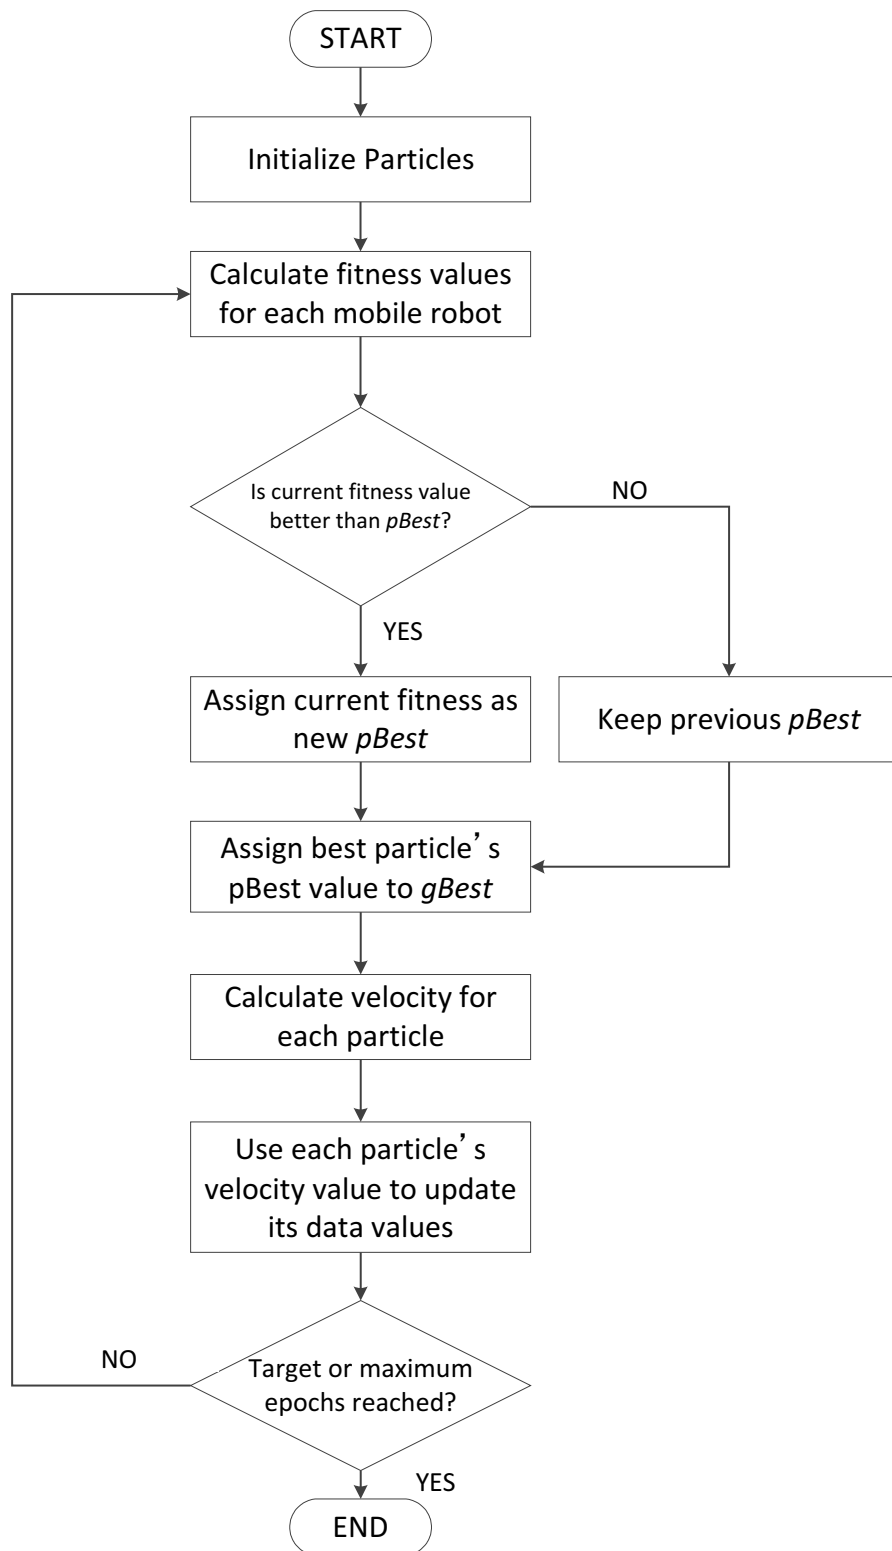 START
Initialize Particles
Calculate fitness values
for each mobile robot
Is current fitness value
better than pBest?
NO
YES
Assign current fitness as
new pBest
Keep previous pBest
Assign best particle’s
pBest value to gBest
Calculate velocity for
each particle
Use each particle’s
velocity value to update
its data values
NO
Target or maximum
epochs reached?
YES
END